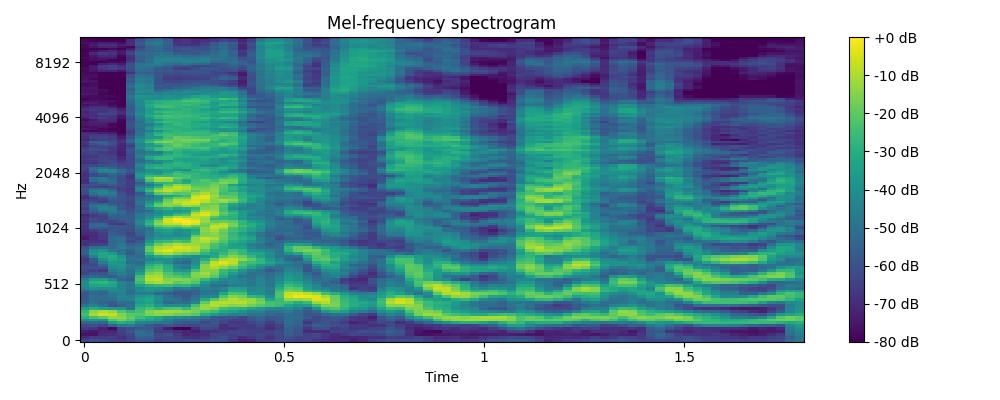 Mel-frequency spectrogram
Hz
8192
4096
2048
1024
512
0
0
0.5
1
1.5
Time
+0 dB
-10 dB
-20 dB
-30 dB
-40 dB
-50 dB
-60 dB
-70 dB
-80 dB